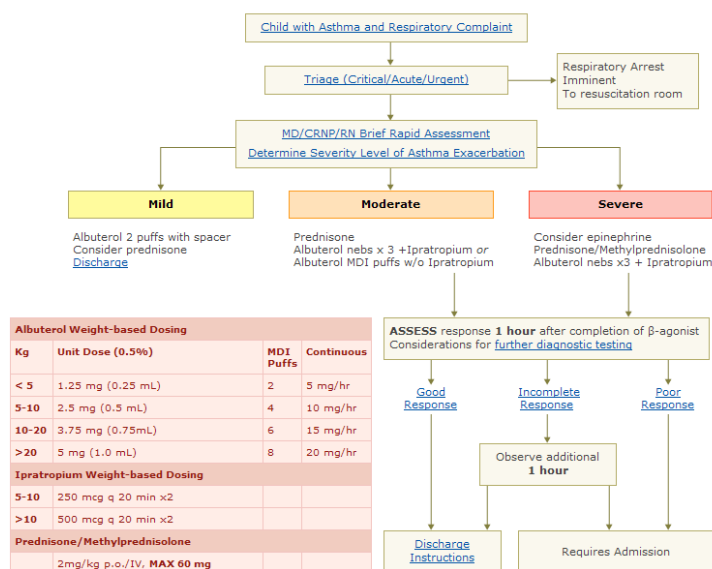 Child with Asthma and Respiratory Complaint
Triage (Critical/Acute/Urgent)
Respiratory Arrest
Imminent
To resuscitation room
MD/CRNP/RN Brief Rapid Assessment
Determine Severity Level of Asthma Exacerbation
Mild
Albuterol 2 puffs with spacer
Consider prednisone
Discharge
Moderate
Prednisone
Albuterol nebs x 3 +Ipratropium or
Albuterol MDI puffs w/o Ipratropium
Severe
Consider epinephrine
Prednisone/Methylprednisolone
Albuterol nebs x3 + Ipratropium
ASSESS response 1 hour after completion of β-agonist
Considerations for further diagnostic testing
Good
Response
Incomplete
Response
Poor
Response
Observe additional
1 hour
Discharge
Instructions
Requires Admission
Albuterol Weight-based Dosing
Kg Unit Dose (0.5%) MDI Puffs Continuous
< 5 1.25 mg (0.25 mL) 2 5 mg/hr
5-10 2.5 mg (0.5 mL) 4 10 mg/hr
10-20 3.75 mg (0.75mL) 6 15 mg/hr
>20 5 mg (1.0 mL) 8 20 mg/hr
Ipratropium Weight-based Dosing
5-10 250 mcg q 20 min x2
>10 500 mcg q 20 min x2
Prednisone/Methylprednisolone
2mg/kg p.o./IV, MAX 60 mg